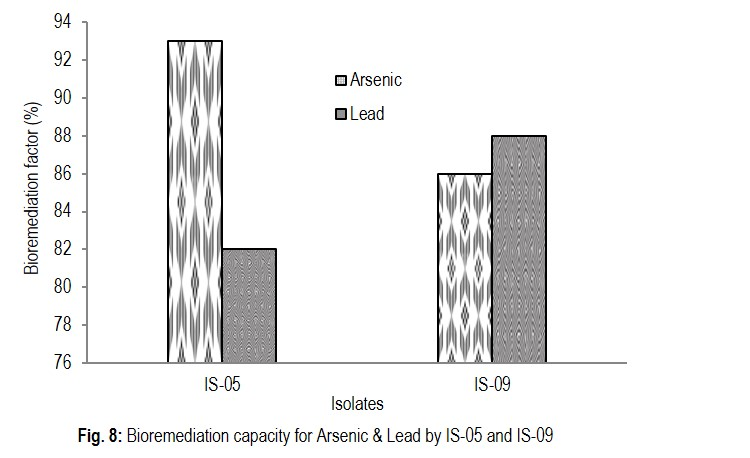 94
92
90
88
86
84
82
80
78
76
Bioremediation factor (%)
Arsenic
Lead
IS-05
IS-09
Isolates
Fig. 8: Bioremediation capacity for Arsenic & Lead by IS-05 and IS-09